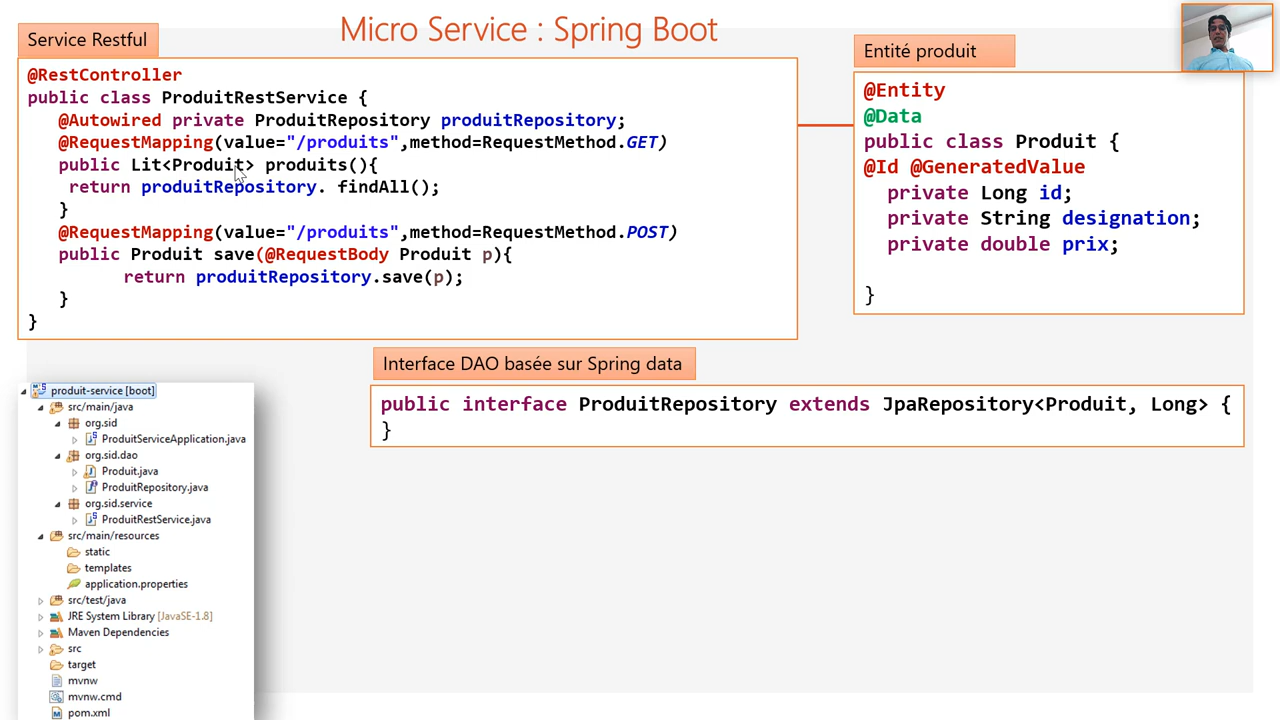 Micro Service : Spring Boot
Service Restful
@RestController
public class ProduitRestService {
@Autowired private ProduitRepository produitRepository;
@RequestMapping(value="/produits",method=RequestMethod.GET)
public Lit<Produit> produits(){
return produitRepository. findAll();
}
@RequestMapping(value="/produits",method=RequestMethod.POST)
public Produit save(@RequestBody Produit p){
return produitRepository.save(p);
}
}
Entité produit
@Entity
@Data
public class Produit {
@Id @GeneratedValue
private Long id;
private String designation;
private double prix;
}
Interface DAO basée sur Spring data
public interface ProduitRepository extends JpaRepository<Produit, Long> {
}
produit-service [boot]
src/main/java
org.sid
ProduitServiceApplication.java
org.sid.dao
Produit.java
ProduitRepository.java
org.sid.service
ProduitRestService.java
src/main/resources
static
templates
application.properties
src/test/java
JRE System Library [JavaSE-1.8]
Maven Dependencies
src
target
mvnw
mvnw.cmd
pom.xml